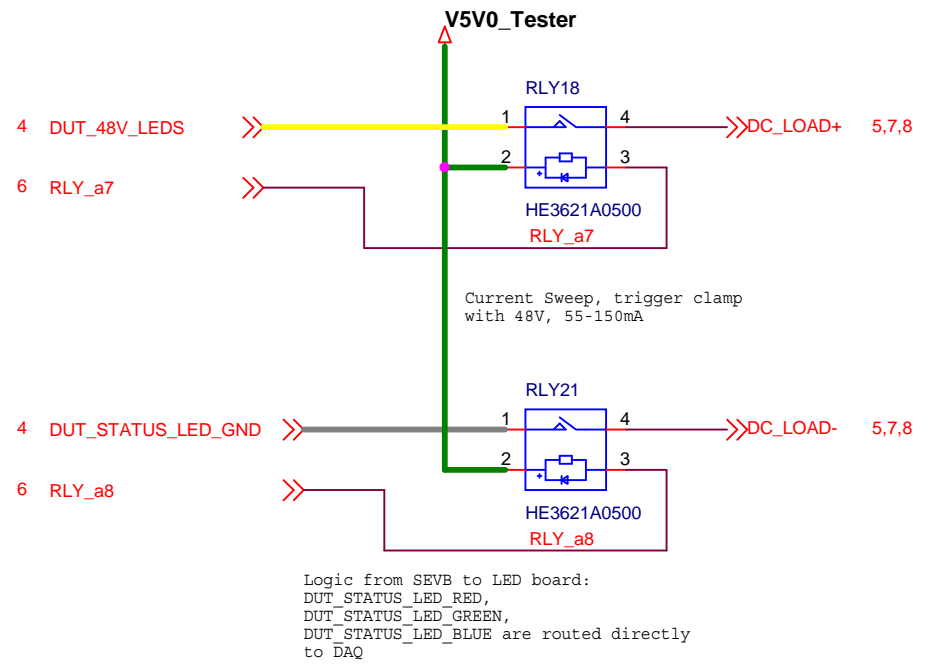 V5V0_Tester
RLY18
4 DUT_48V_LEDS 1 4 DC_LOAD+ 5,7,8
2 3
+
6 RLY_a7
HE3621A0500
RLY_a7
Current Sweep, trigger clamp
with 48V, 55-150mA
RLY21
4 DUT_STATUS_LED_GND 1 4 DC_LOAD- 5,7,8
2 3
+
6 RLY_a8
HE3621A0500
RLY_a8
Logic from SEVB to LED board:
DUT_STATUS_LED_RED,
DUT_STATUS_LED_GREEN,
DUT_STATUS_LED_BLUE are routed directly
to DAQ